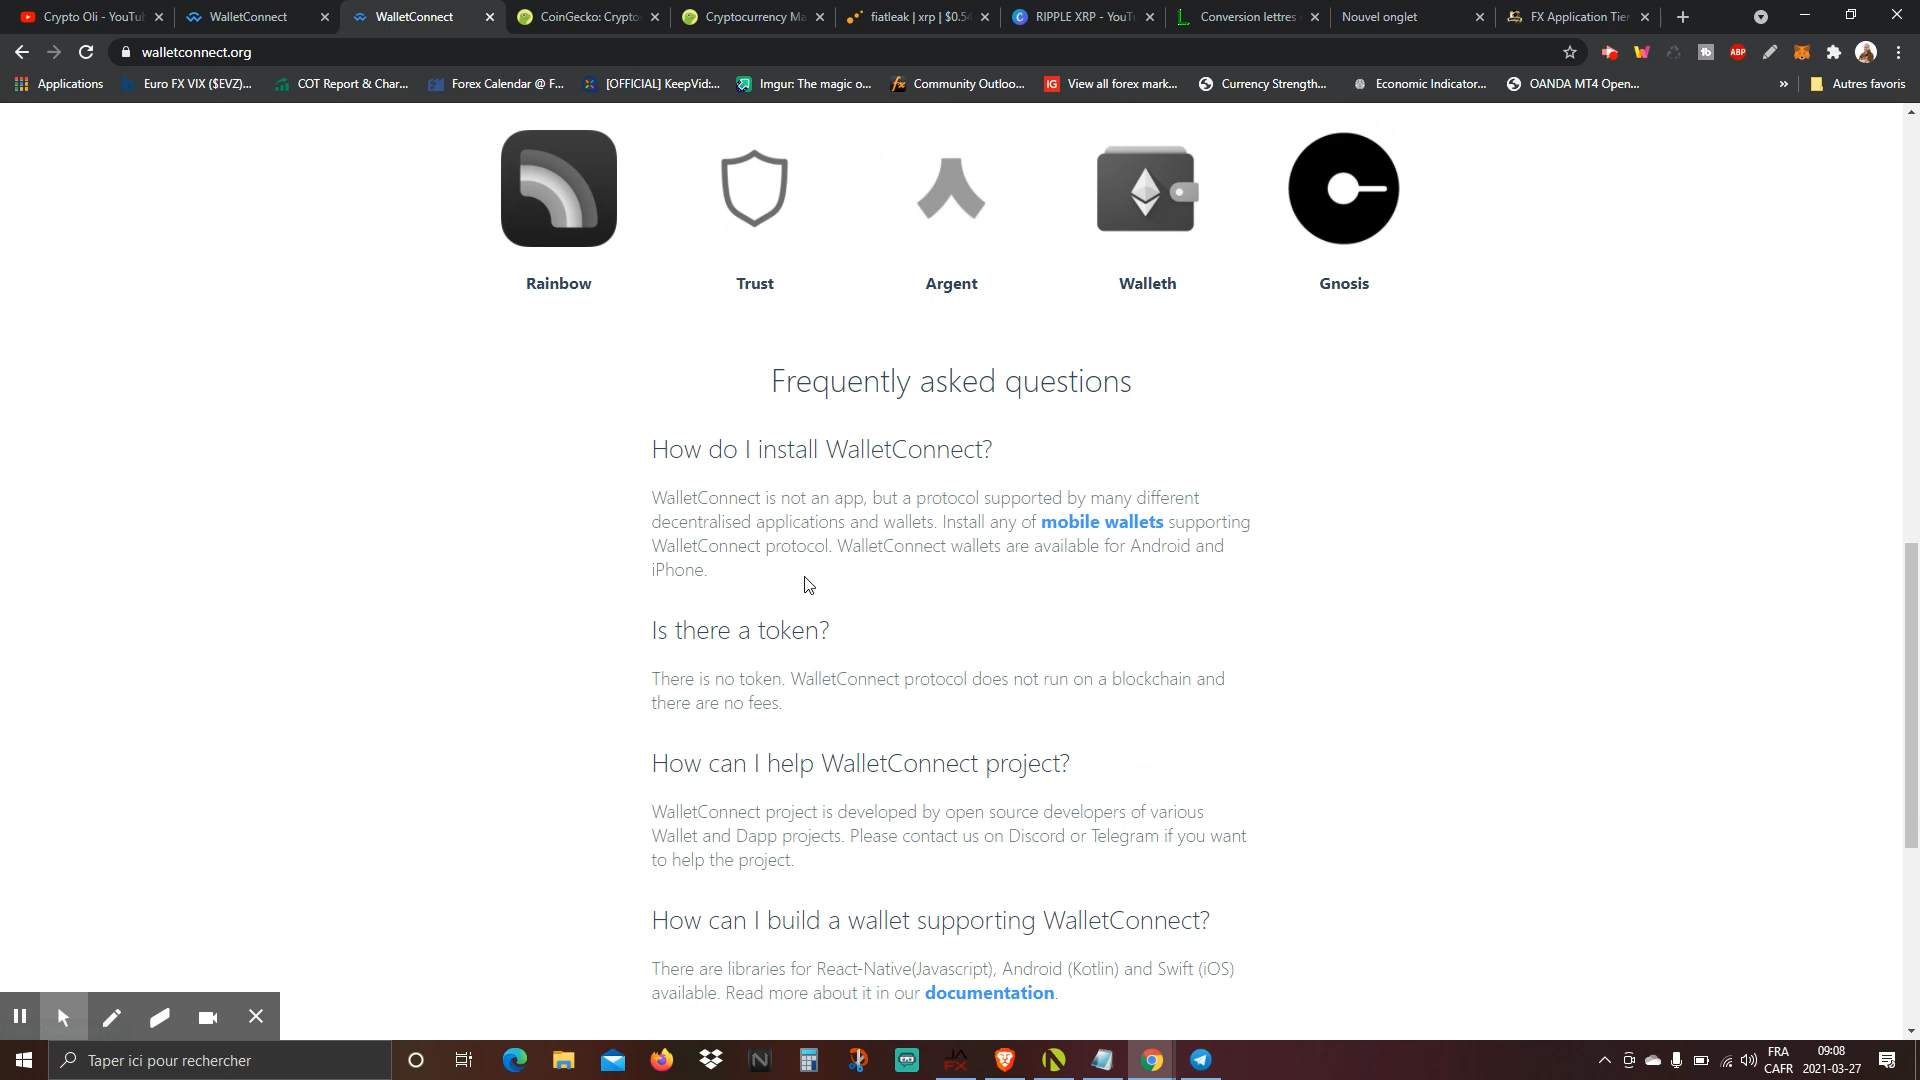 Crypto Oli - YouTu
WalletConnect
WalletConnect
CoinGecko: Crypto
Cryptocurrency Ma
fiatleak | xrp | $0.54
RIPPLE XRP - YouT
Conversion lettres
Nouvel onglet
FX Application Tier
walletconnect.org
Applications
Euro FX VIX ($EVZ)...
COT Report & Char...
Forex Calendar @ F...
[OFFICIAL] KeepVid:...
Imgur: The magic o...
Community Outloo...
View all forex mark...
Currency Strength...
Economic Indicator...
OANDA MT4 Open...
»
Autres favoris
Rainbow
Trust
Argent
Walleth
Gnosis
Frequently asked questions
How do I install WalletConnect?
WalletConnect is not an app, but a protocol supported by many different
decentralised applications and wallets. Install any of mobile wallets supporting
WalletConnect protocol. WalletConnect wallets are available for Android and
iPhone.
Is there a token?
There is no token. WalletConnect protocol does not run on a blockchain and
there are no fees.
How can I help WalletConnect project?
WalletConnect project is developed by open source developers of various
Wallet and Dapp projects. Please contact us on Discord or Telegram if you want
to help the project.
How can I build a wallet supporting WalletConnect?
There are libraries for React-Native(Javascript), Android (Kotlin) and Swift (iOS)
available. Read more about it in our documentation.
Taper ici pour rechercher
FRA
CAFR
09:08
2021-03-27